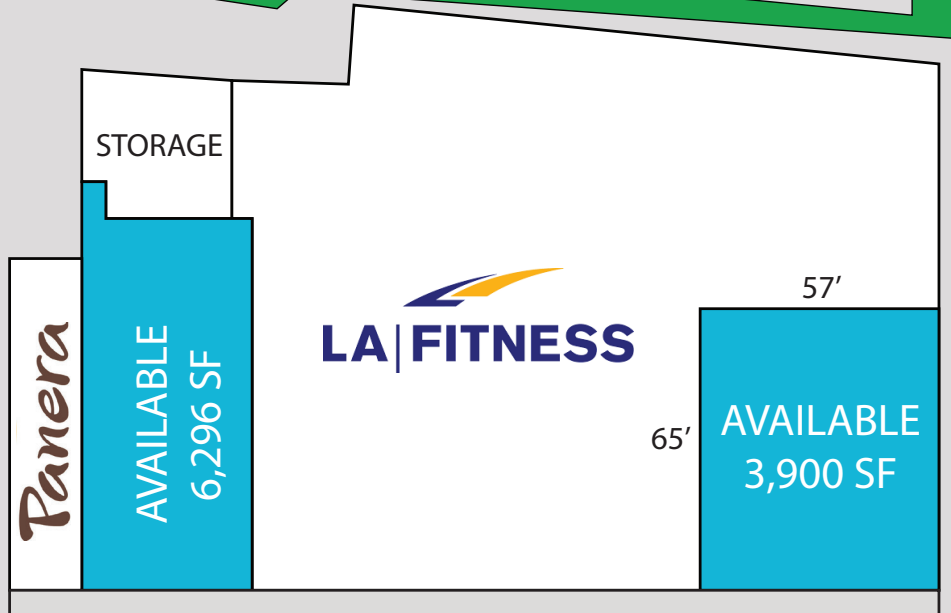 STORAGE
Panera
AVAILABLE
6,296 SF
LA|FITNESS
57’
65’
AVAILABLE
3,900 SF